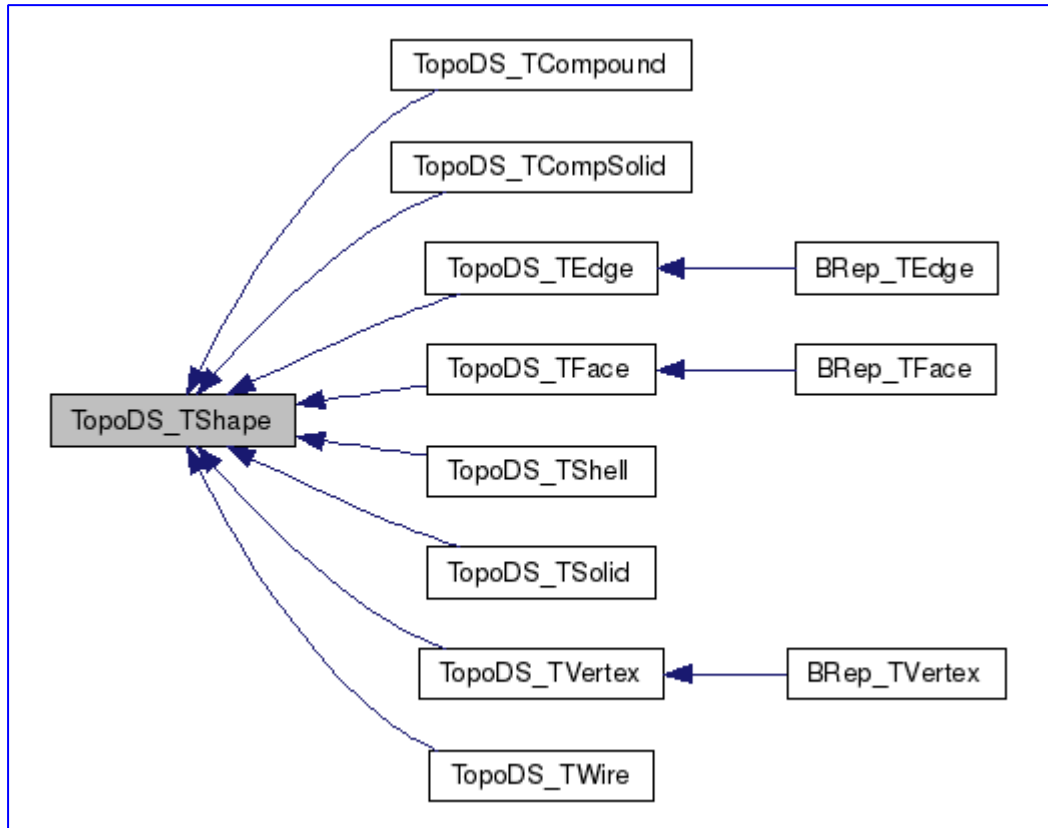 TopoDS_TCompound
TopoDS_TCompSolid
TopoDS_TEdge
BRep_TEdge
TopoDS_TFace
BRep_TFace
TopoDS_TShape
TopoDS_TShell
TopoDS_TSolid
TopoDS_TVertex
BRep_TVertex
TopoDS_TWire